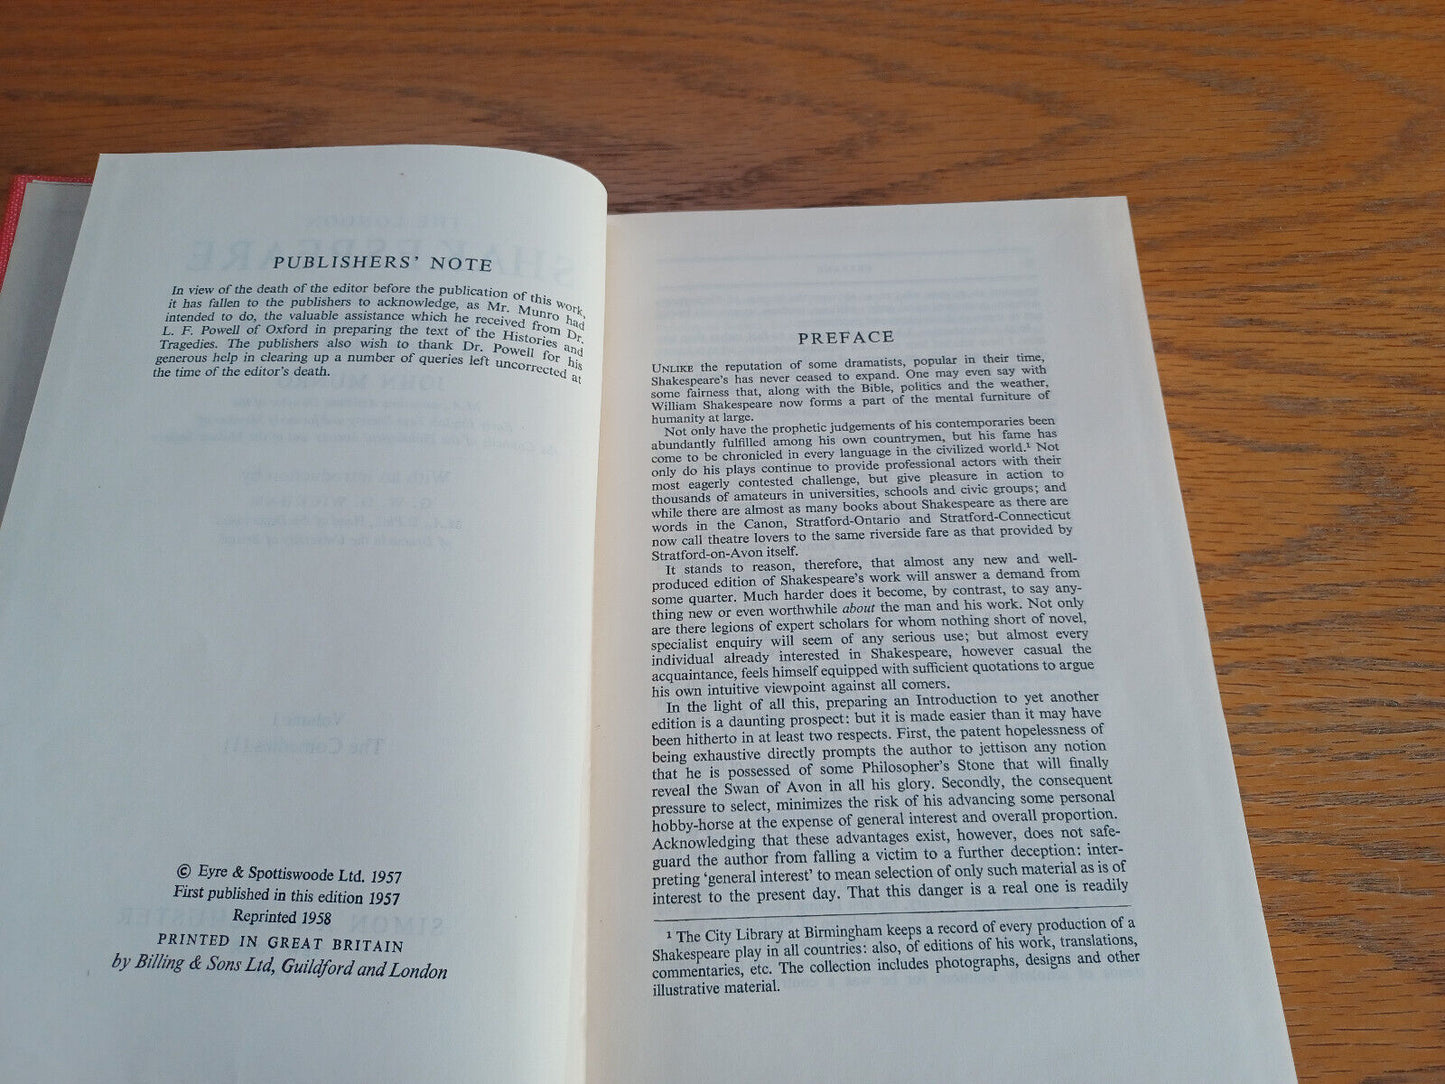 PUBLISHERS' NOTE
In view of the death of the editor before the publication of this work,
it has fallen to the publishers to acknowledge, as Mr. Munro had
intended to do, the valuable assistance which he received from Dr.
L. F. Powell of Oxford in preparing the text of the Histories and
Tragedies. The publishers also wish to thank Dr. Powell for his
generous help in clearing up a number of queries left uncorrected at
the time of the editor's death.
© Eyre & Spottiswoode Ltd. 1957
First published in this edition 1957
Reprinted 1958
PRINTED IN GREAT BRITAIN
by Billing & Sons Ltd, Guildford and London
PREFACE
UNLIKE the reputation of some dramatists, popular in their time,
Shakespeare's has never ceased to expand. One may even say with
some fairness that, along with the Bible, politics and the weather,
William Shakespeare now forms a part of the mental furniture of
humanity at large.
Not only have the prophetic judgements of his contemporaries been
abundantly fulfilled among his own countrymen, but his fame has
come to be chronicled in every language in the civilized world.¹ Not
only do his plays continue to provide professional actors with their
most eagerly contested challenge, but give pleasure in action to
thousands of amateurs in universities, schools and civic groups; and
while there are almost as many books about Shakespeare as there are
words in the Canon, Stratford-Ontario and Stratford-Connecticut
now call theatre lovers to the same riverside fare as that provided by
Stratford-on-Avon itself.
It stands to reason, therefore, that almost any new and well-
produced edition of Shakespeare's work will answer a demand from
some quarter. Much harder does it become, by contrast, to say any-
thing new or even worthwhile about the man and his work. Not only
are there legions of expert scholars for whom nothing short of novel,
specialist enquiry will seem of any serious use; but almost every
individual already interested in Shakespeare, however casual the
acquaintance, feels himself equipped with sufficient quotations to argue
his own intuitive viewpoint against all comers.
In the light of all this, preparing an Introduction to yet another
edition is a daunting prospect: but it is made easier than it may have
been hitherto in at least two respects. First, the patent hopelessness of
being exhaustive directly prompts the author to jettison any notion
that he is possessed of some Philosopher's Stone that will finally
reveal the Swan of Avon in all his glory. Secondly, the consequent
pressure to select, minimizes the risk of his advancing some personal
hobby-horse at the expense of general interest and overall proportion.
Acknowledging that these advantages exist, however, does not safe-
guard the author from falling a victim to a further deception: inter-
preting 'general interest' to mean selection of only such material as is of
interest to the present day. That this danger is a real one is readily
¹ The City Library at Birmingham keeps a record of every production of a
Shakespeare play in all countries: also, of editions of his work, translations,
commentaries, etc. The collection includes photographs, designs and other
illustrative material.